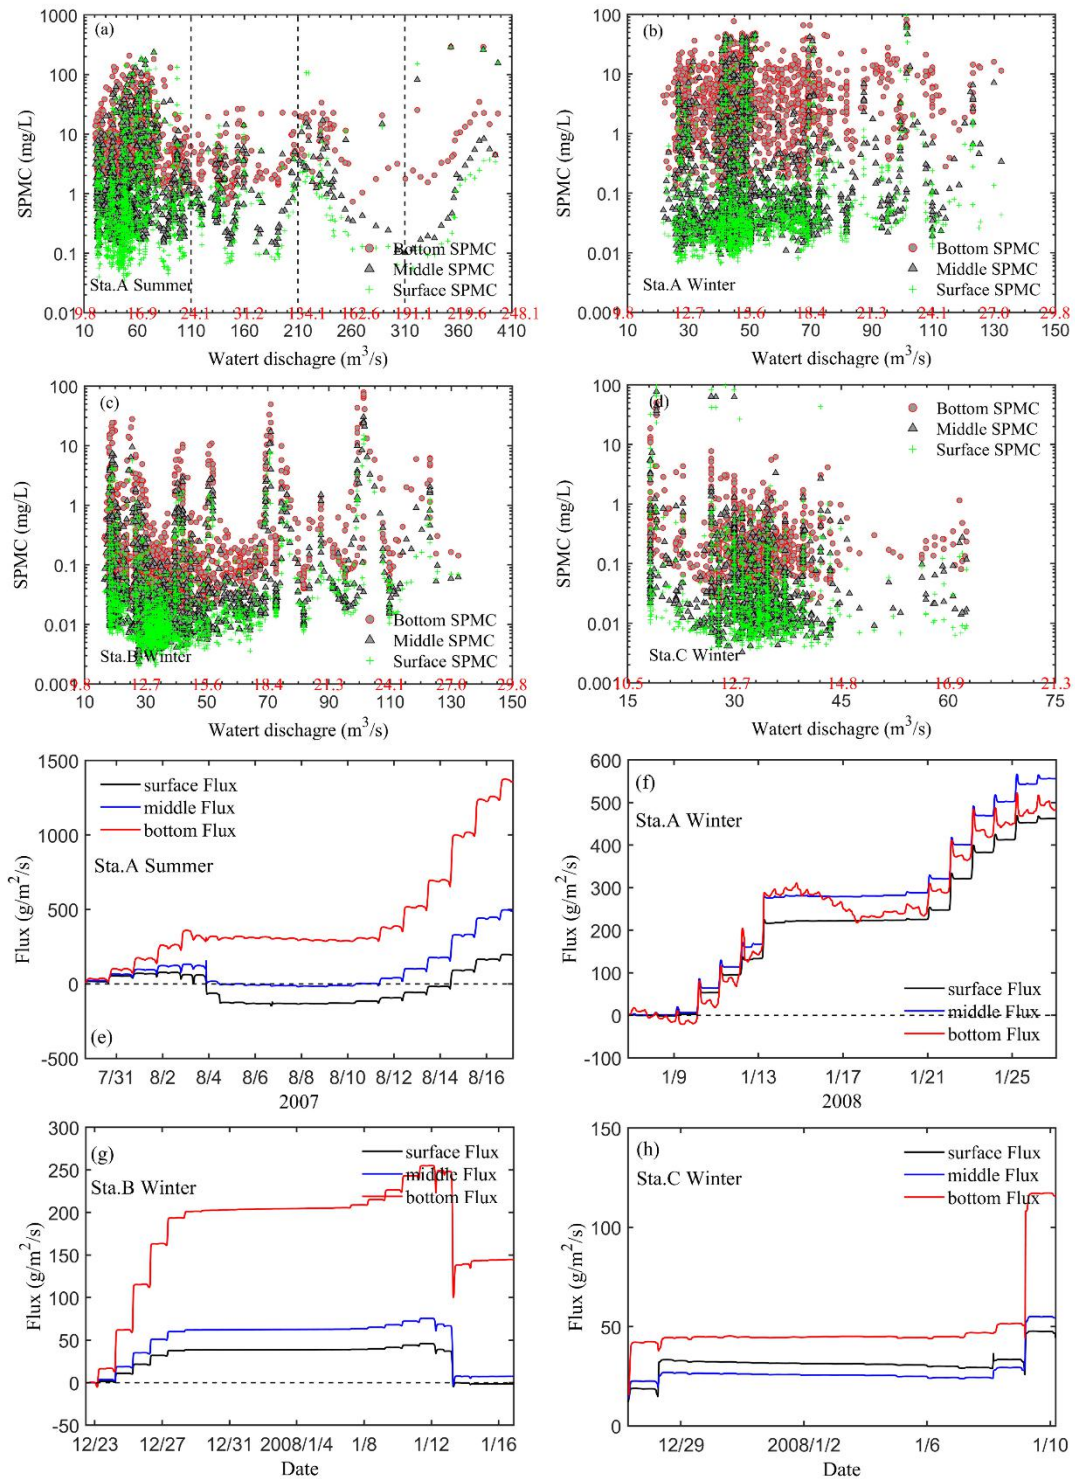 (a)
1000
100
10
1
0.1
0.01
SPMC (mg/L)
Bottom SPMC
Middle SPMC
Surface SPMC
Sta.A Summer
9.8 16.9 24.1 31.2 134.1 162.6 191.1 219.6 248.1
10 60 110 160 210 260 310 360 410
Watert dischagre (m³/s)
(b)
100
10
1
0.1
0.01
0.001
SPMC (mg/L)
Bottom SPMC
Middle SPMC
Surface SPMC
Sta.A Winter
9.8 12.7 15.6 18.4 21.3 24.1 27.0 29.8
10 30 50 70 90 110 130 150
Watert dischagre (m³/s)
(c)
100
10
1
0.1
0.01
0.001
SPMC (mg/L)
Bottom SPMC
Middle SPMC
Surface SPMC
Sta.B Winter
9.8 12.7 15.6 18.4 21.3 24.1 27.0 29.8
10 30 50 70 90 110 130 150
Watert dischagre (m³/s)
(d)
100
10
1
0.1
0.01
0.001
SPMC (mg/L)
Bottom SPMC
Middle SPMC
Surface SPMC
Sta.C Winter
10.5 12.7 14.8 16.9 21.3
15 30 45 60 75
Watert dischagre (m³/s)
1500
1000
500
0
-500
Flux (g/m²/s)
surface Flux
middle Flux
bottom Flux
Sta.A Summer
(e)
7/31 8/2 8/4 8/6 8/8 8/10 8/12 8/14 8/16
2007
600
500
400
300
200
100
0
-100
Flux (g/m²/s)
(f)
Sta.A Winter
surface Flux
middle Flux
bottom Flux
1/9 1/13 1/17 1/21 1/25
2008
300
250
200
150
100
50
0
-50
Flux (g/m²/s)
(g)
surface Flux
middle Flux
bottom Flux
Sta.B Winter
12/23 12/27 12/31 2008/1/4 1/8 1/12 1/16
Date
150
100
50
0
Flux (g/m²/s)
(h)
surface Flux
middle Flux
bottom Flux
Sta.C Winter
12/29 2008/1/2 1/6 1/10
Date